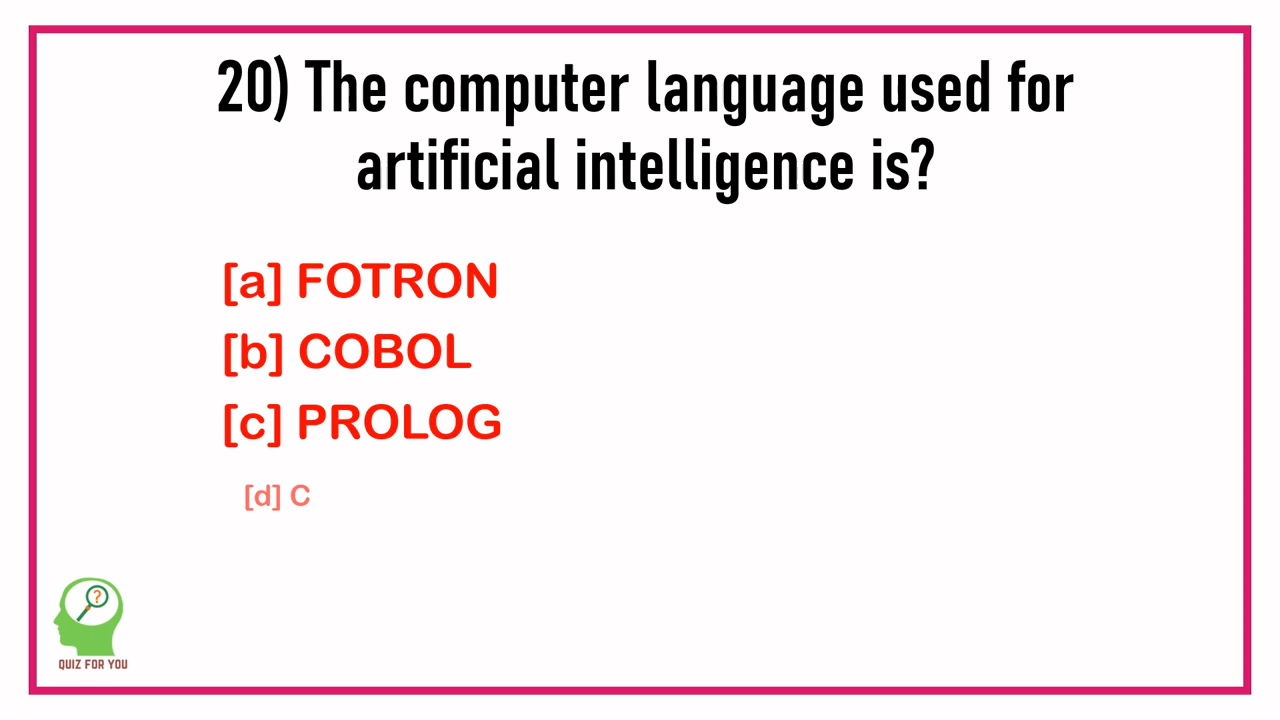 20) The computer language used for
artificial intelligence is?
[a] FOTRON
[b] COBOL
[c] PROLOG
[d] C
?
QUIZ FOR YOU